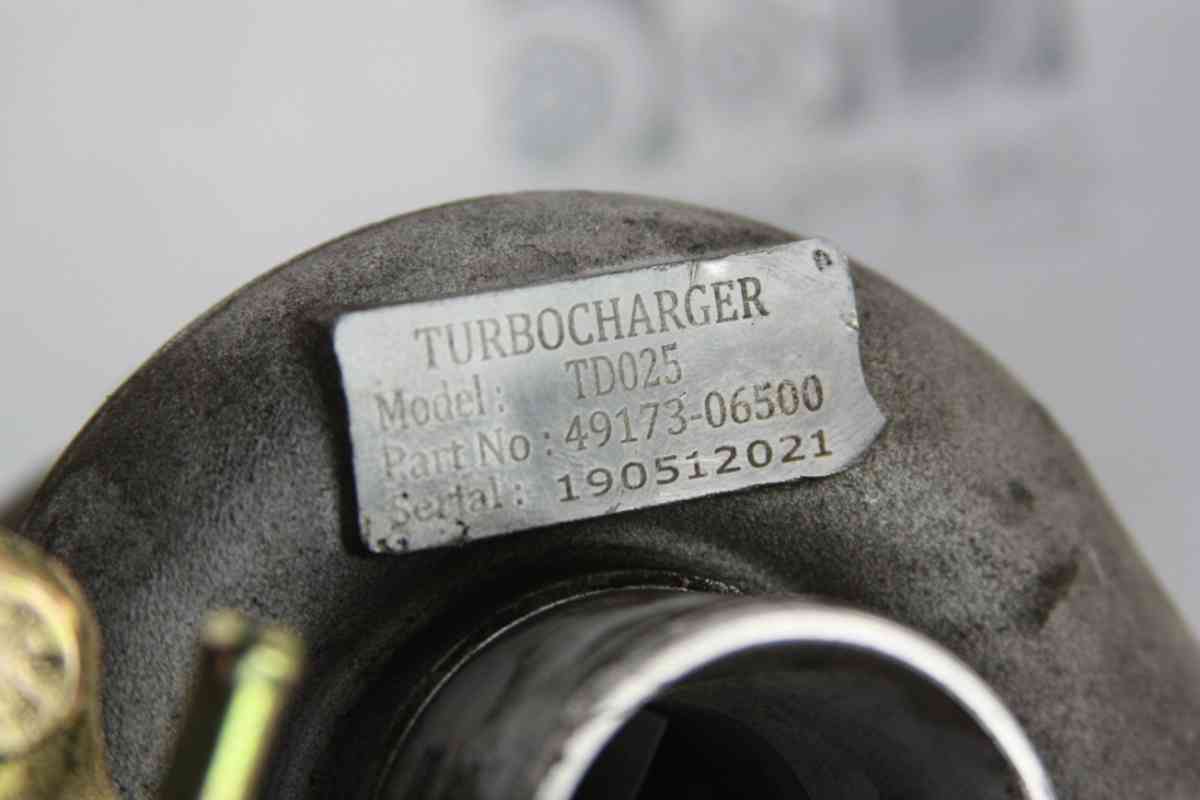 TURBOCHARGER
Model: TD025
Part No: 49173-06500
Serial: 190512021